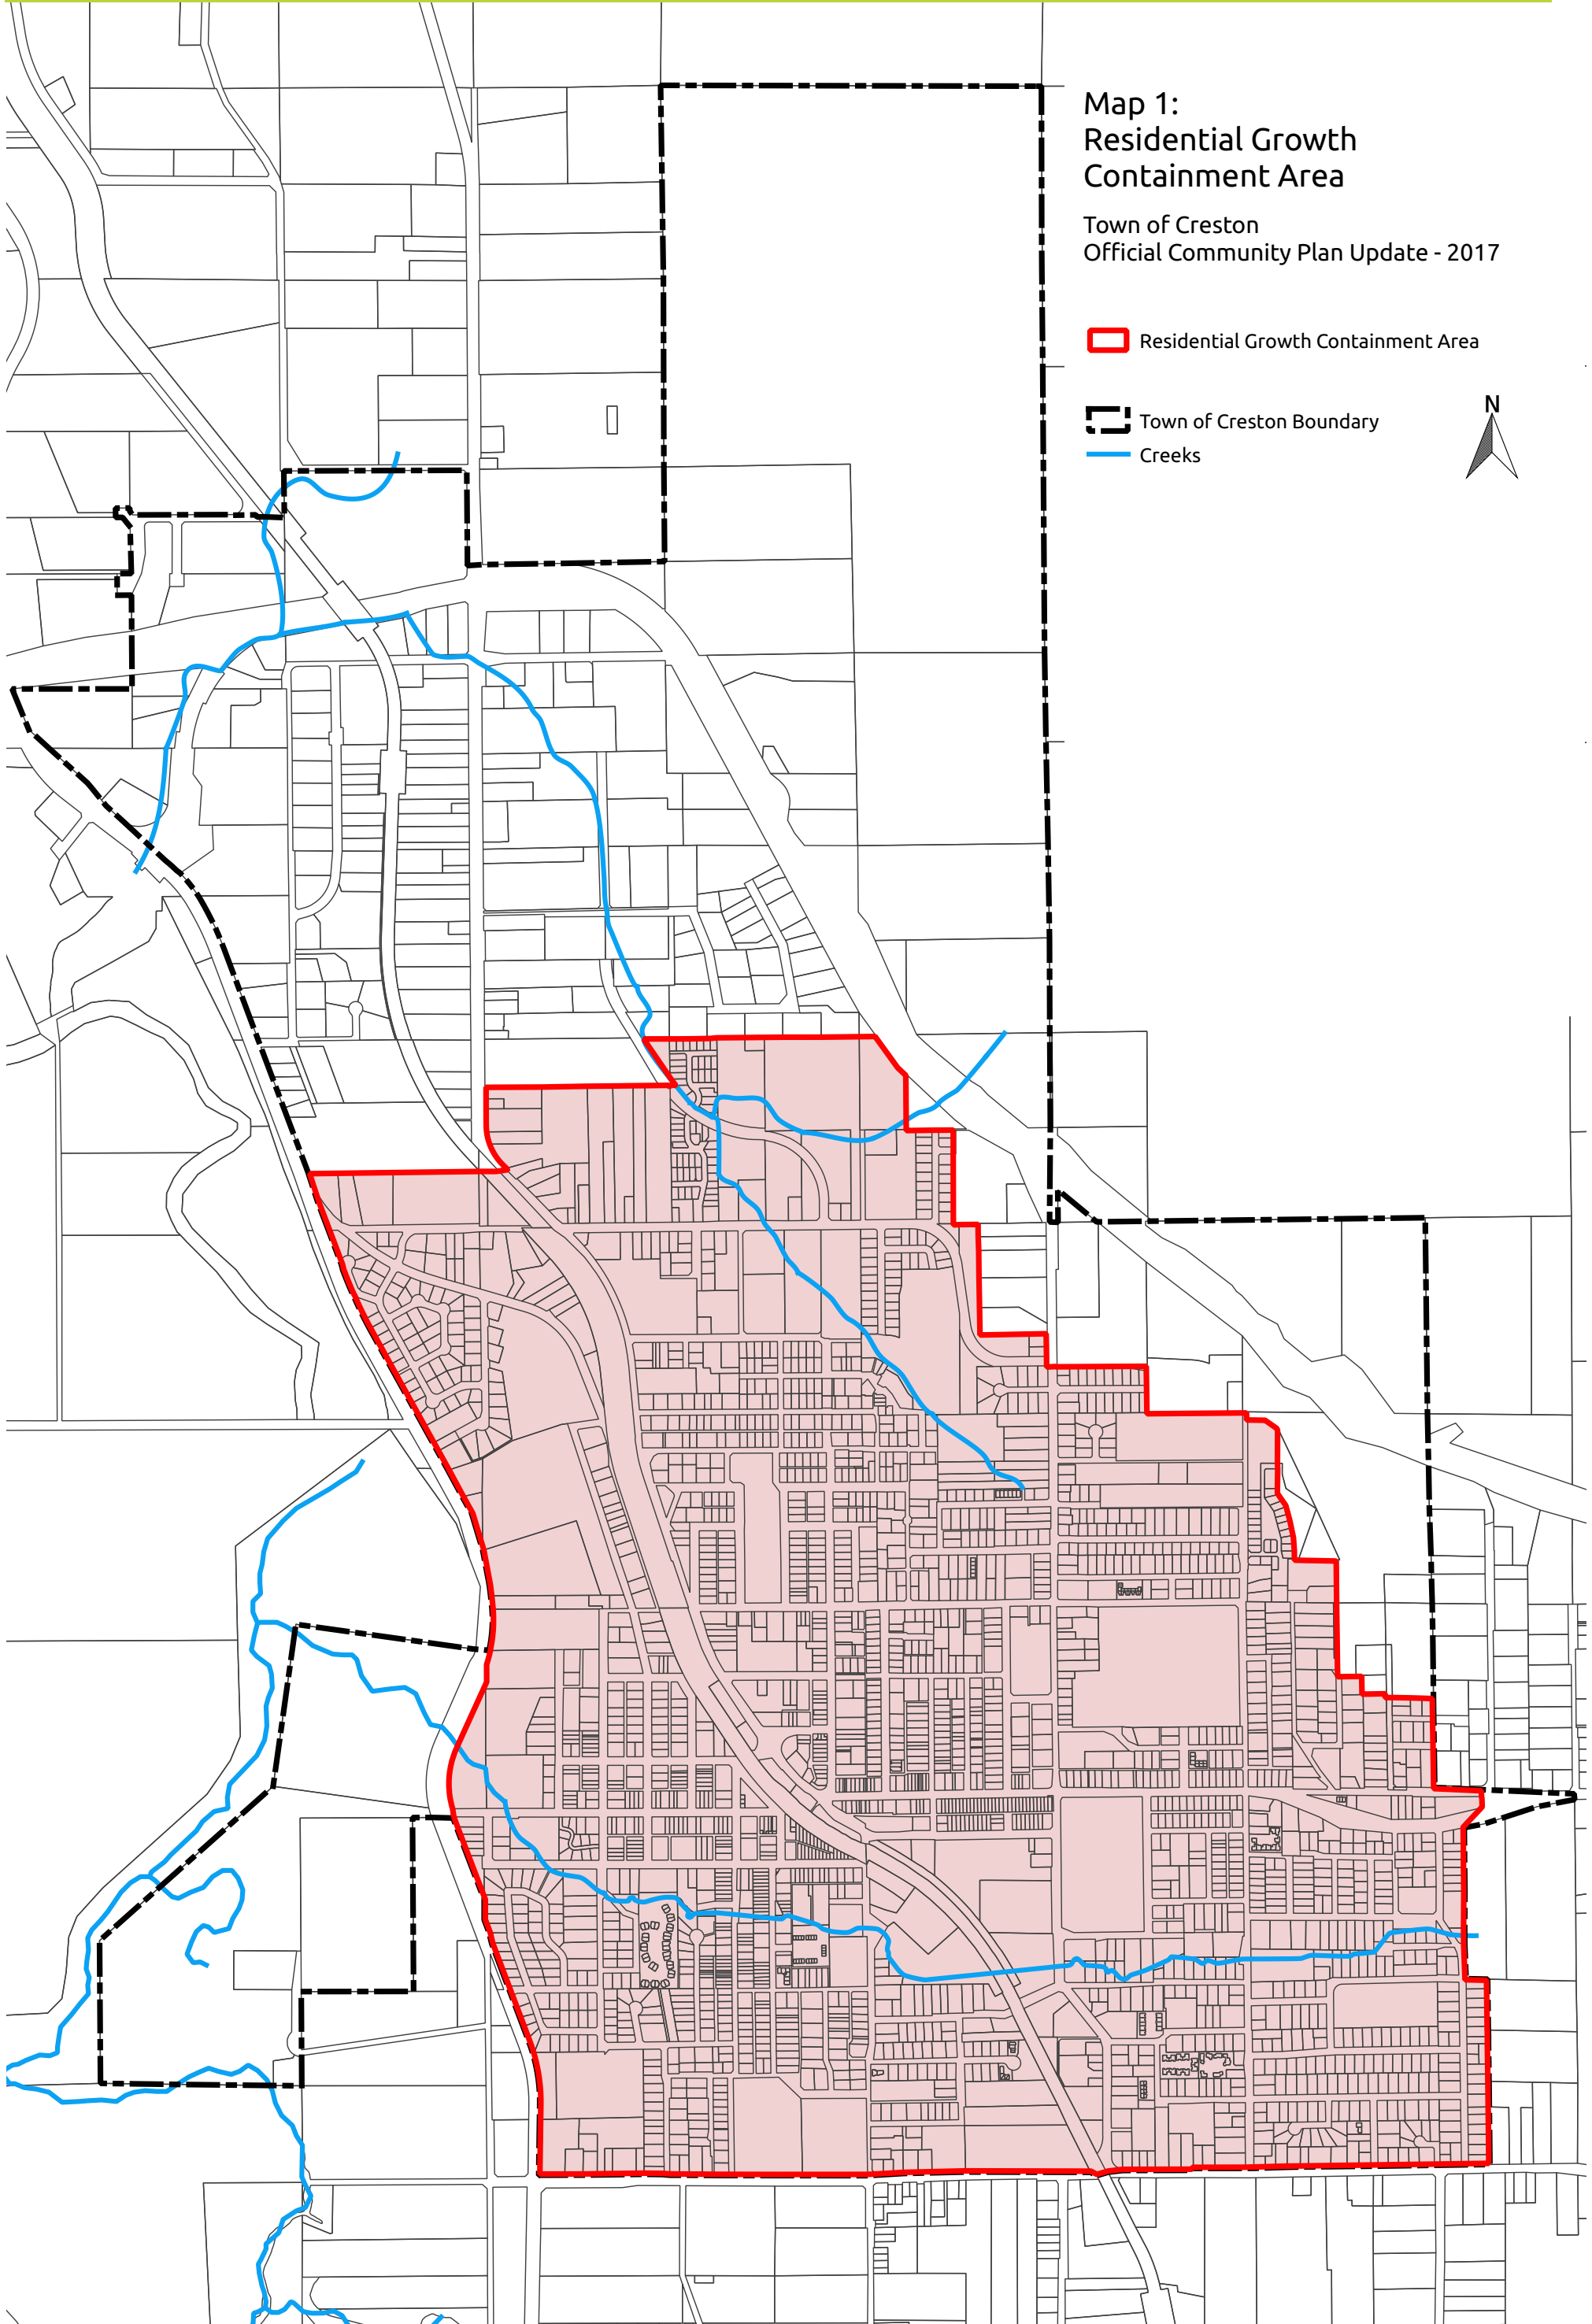 Map 1:
Residential Growth
Containment Area
Town of Creston
Official Community Plan Update - 2017
Residential Growth Containment Area
N
Town of Creston Boundary
Creeks